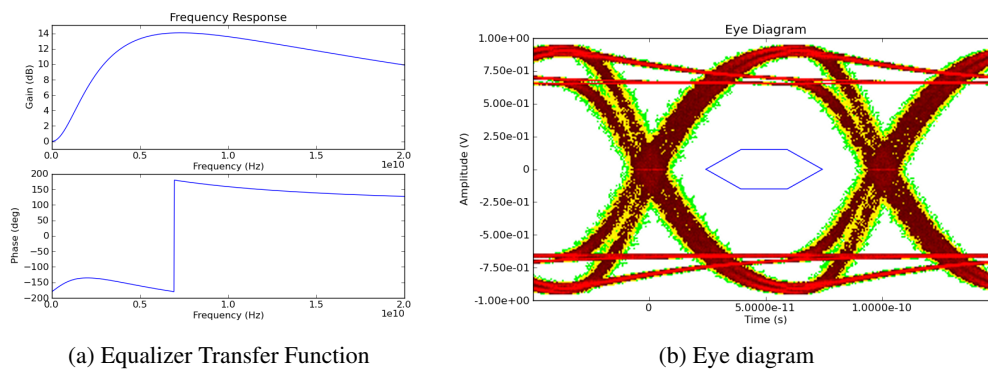 Frequency Response
14
12
10
8
6
4
2
0
Gain (dB)
0.0 0.5 1.0 1.5 2.0
Frequency (Hz) 1e10
200
150
100
50
0
−50
−100
−150
−200
Phase (deg)
0.0 0.5 1.0 1.5 2.0
Frequency (Hz) 1e10
(a) Equalizer Transfer Function
Eye Diagram
1.00e+00
7.50e-01
5.00e-01
2.50e-01
0
-2.50e-01
-5.00e-01
-7.50e-01
-1.00e+00
Amplitude (V)
0 5.0000e-11 1.0000e-10
Time (s)
(b) Eye diagram